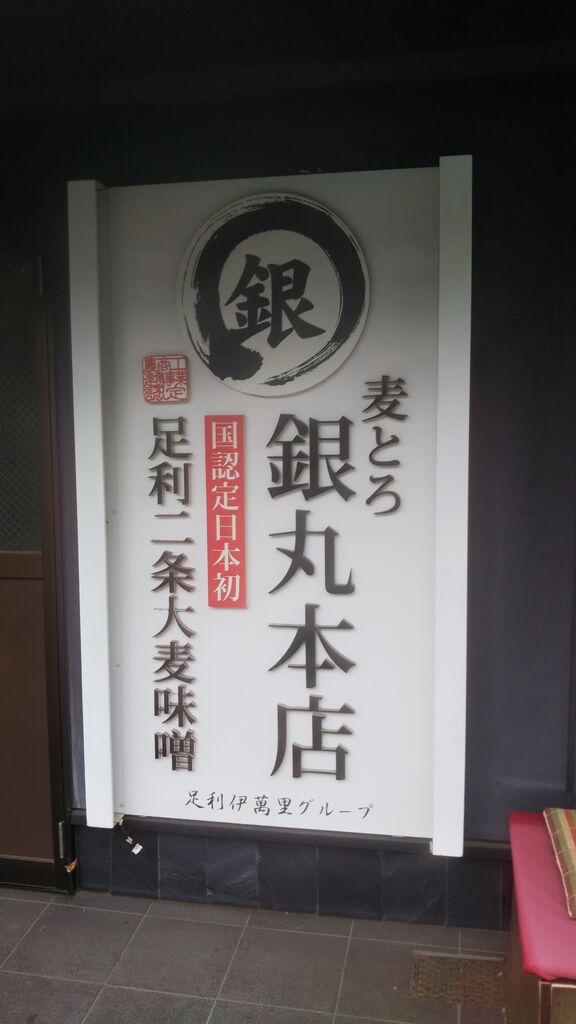 銀
麦とろ
銀丸本店
国認定日本初
足利二条大麦味噌
足利伊萬里グループ